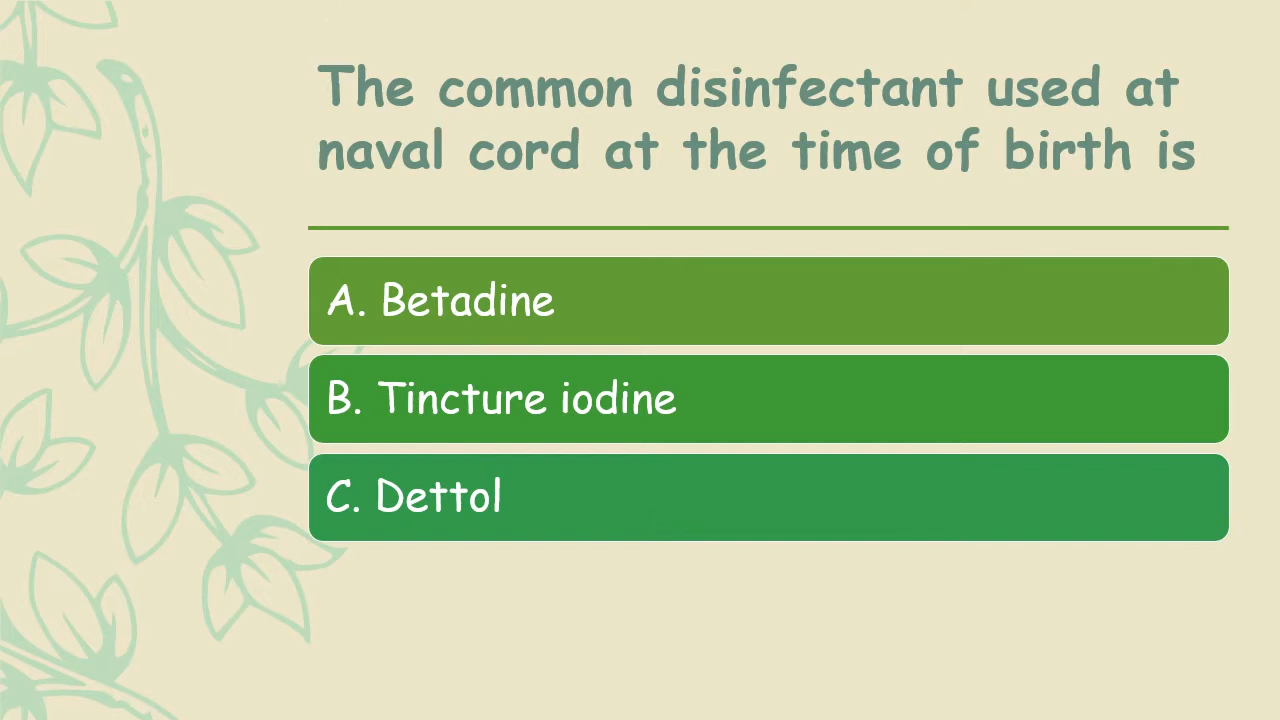 The common disinfectant used at
naval cord at the time of birth is
A. Betadine
B. Tincture iodine
C. Dettol